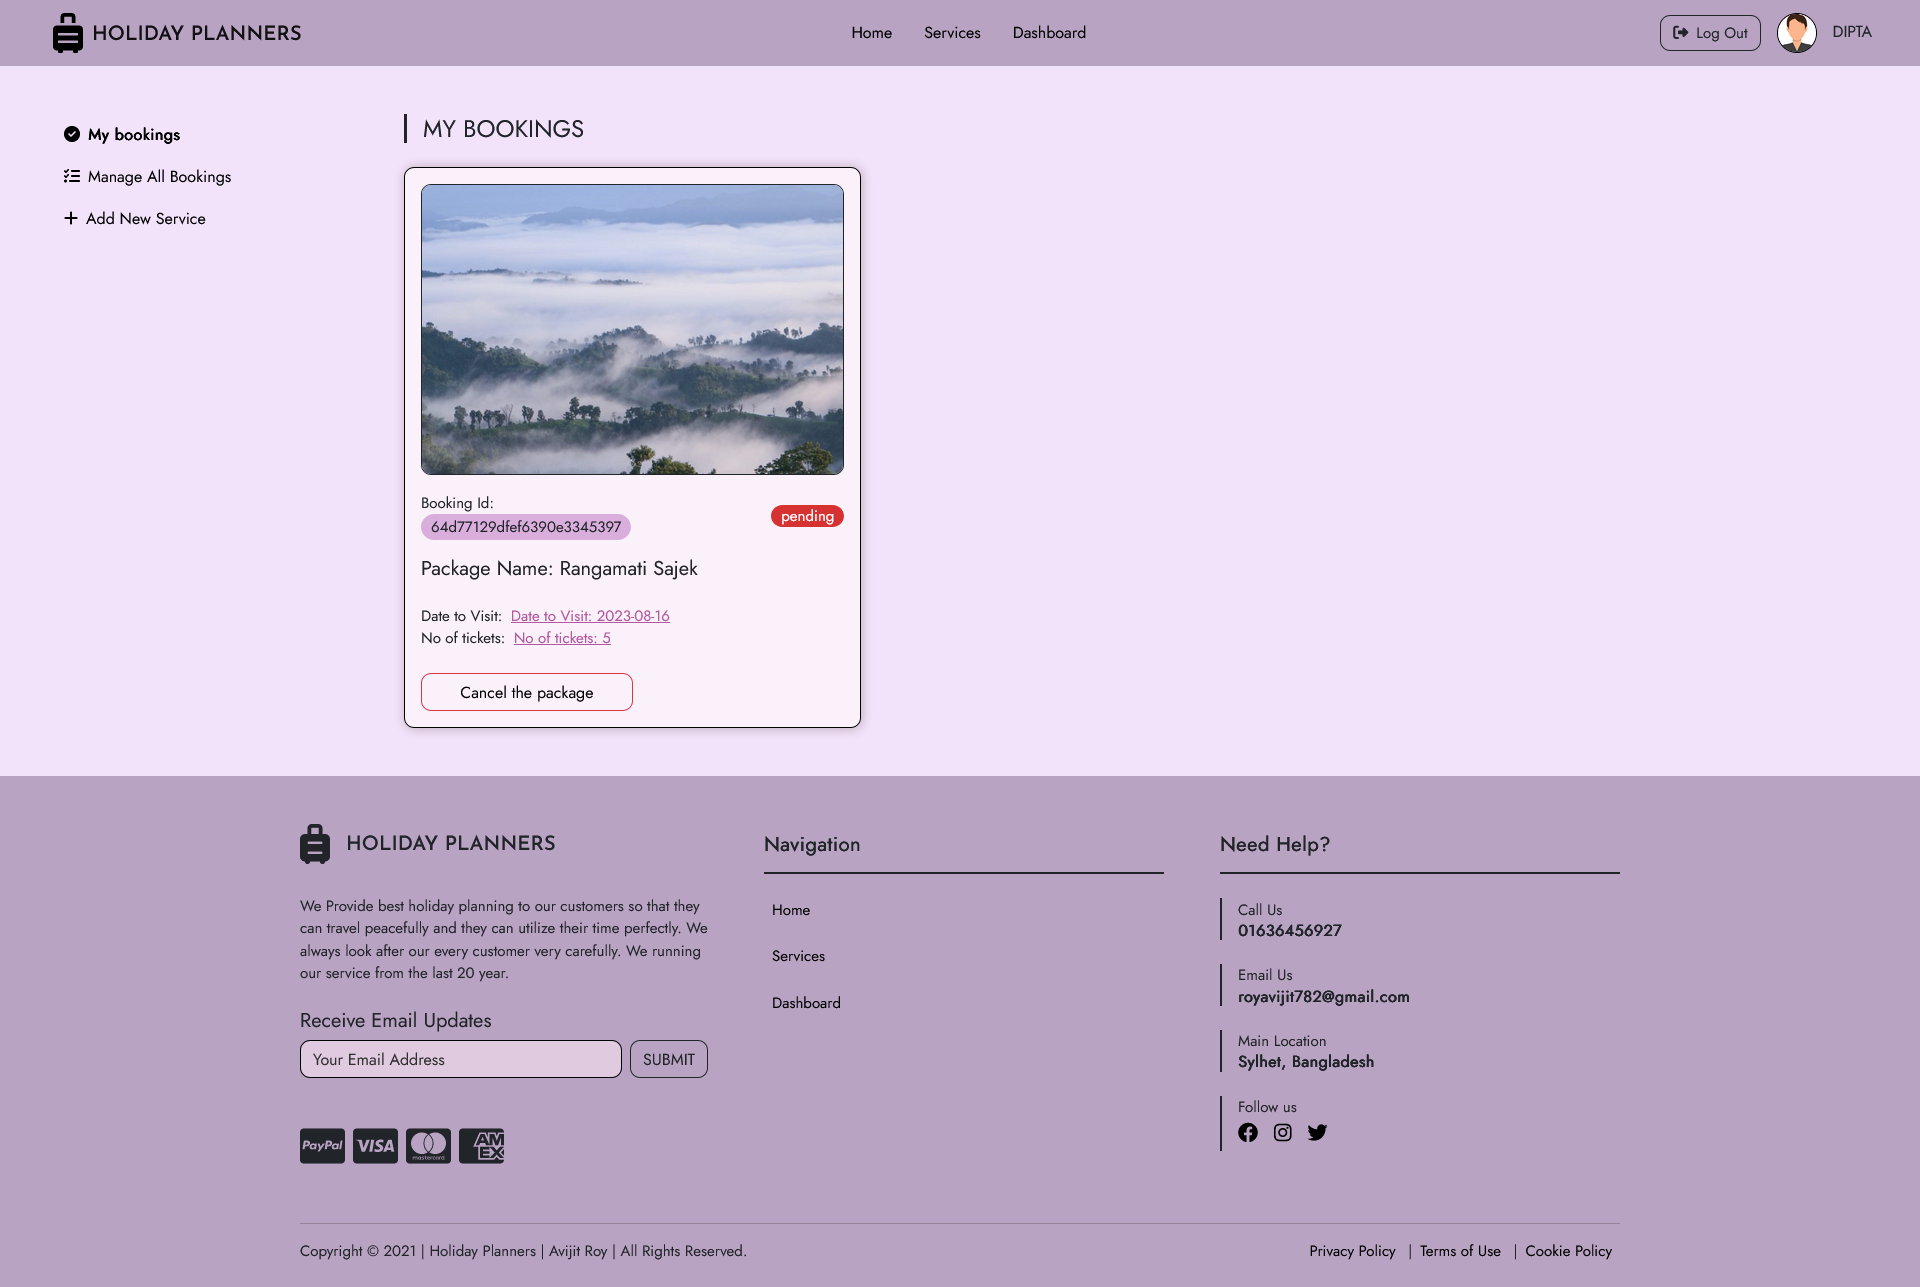 HOLIDAY PLANNERS
Home
Services
Dashboard
Log Out
DIPTA
My bookings
Manage All Bookings
Add New Service
MY BOOKINGS
Booking Id:
64d77129dfef6390e3345397
pending
Package Name: Rangamati Sajek
Date to Visit: Date to Visit: 2023-08-16
No of tickets: No of tickets: 5
Cancel the package
HOLIDAY PLANNERS
We Provide best holiday planning to our customers so that they
can travel peacefully and they can utilize their time perfectly. We
always look after our every customer very carefully. We running
our service from the last 20 year.
Receive Email Updates
Your Email Address
SUBMIT
PayPal
VISA
mastercard
AM
EX
Navigation
Home
Services
Dashboard
Need Help?
Call Us
01636456927
Email Us
royavijit782@gmail.com
Main Location
Sylhet, Bangladesh
Follow us
Copyright © 2021 | Holiday Planners | Avijit Roy | All Rights Reserved.
Privacy Policy | Terms of Use | Cookie Policy